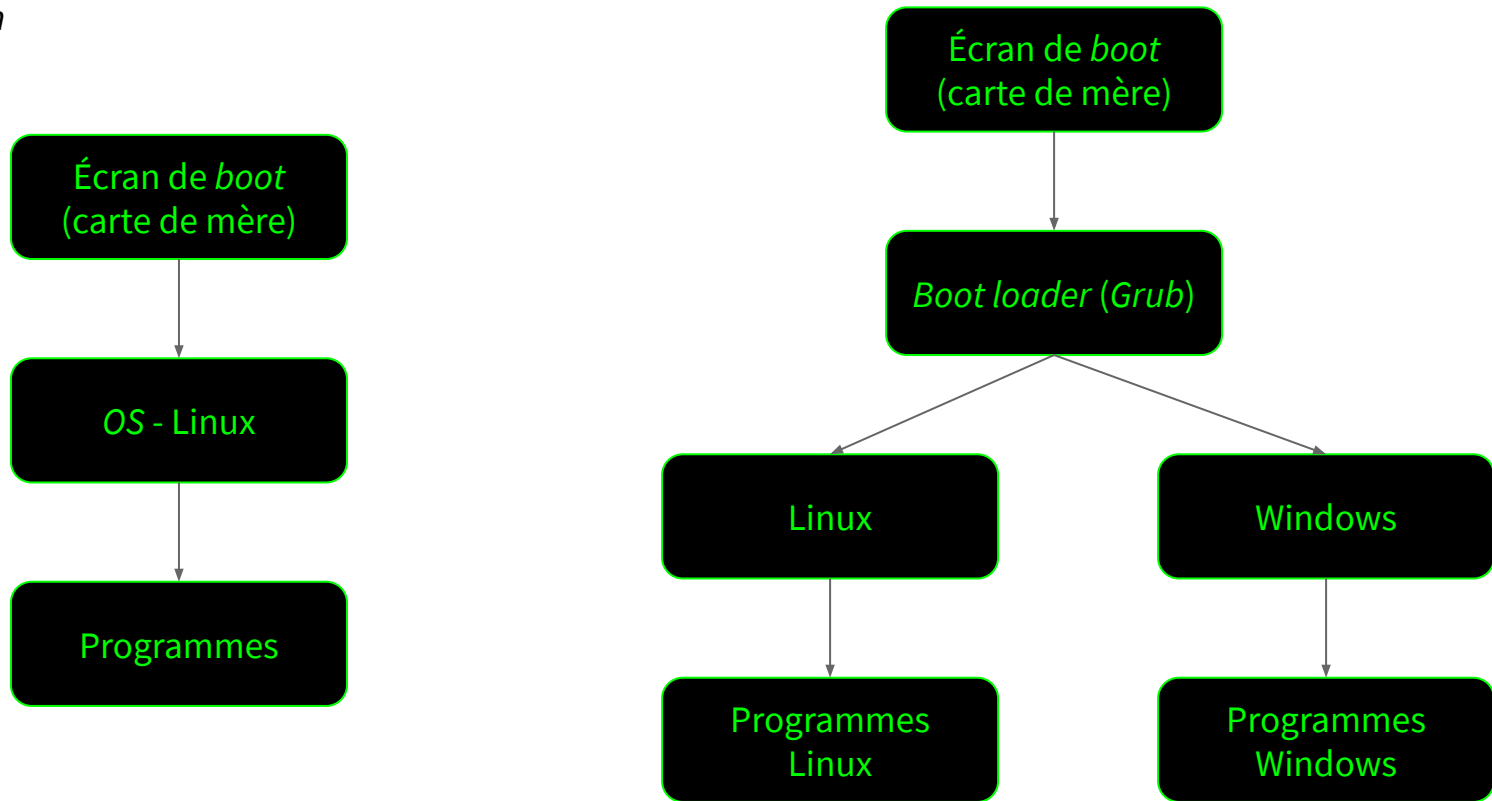 Écran de boot
(carte de mère)
OS - Linux
Programmes
Écran de boot
(carte de mère)
Boot loader (Grub)
Linux
Windows
Programmes
Linux
Programmes
Windows